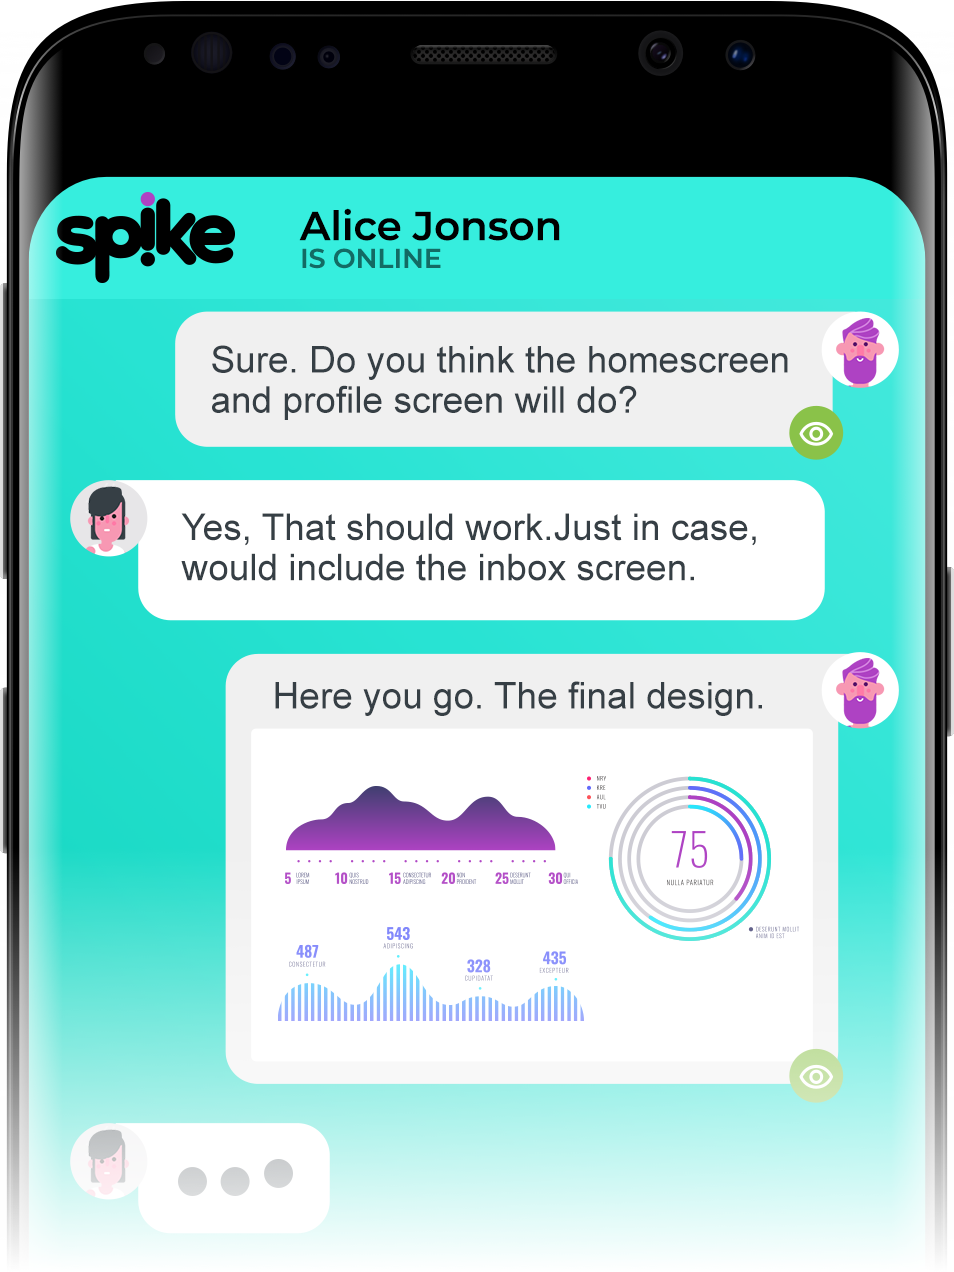 spike
Alice Jonson
IS ONLINE
Sure. Do you think the homescreen
and profile screen will do?
Yes, That should work.Just in case,
would include the inbox screen.
Here you go. The final design.
NRY
KRE
HUL
TXU
75
NULLA PARIATUR
5 LOREM
IPSUM
10 QUIS
NOSTRUD
15 CONSECTETUR
ADIPISCING
20 NON
PROIDENT
25 DESERUNT
MOLLIT
30 QUI
OFFICIA
DESERUNT MOLLIT
ANIM ID EST
487
CONSECTETUR
543
ADIPISCING
328
CUPIDATAT
435
EXCEPTEUR